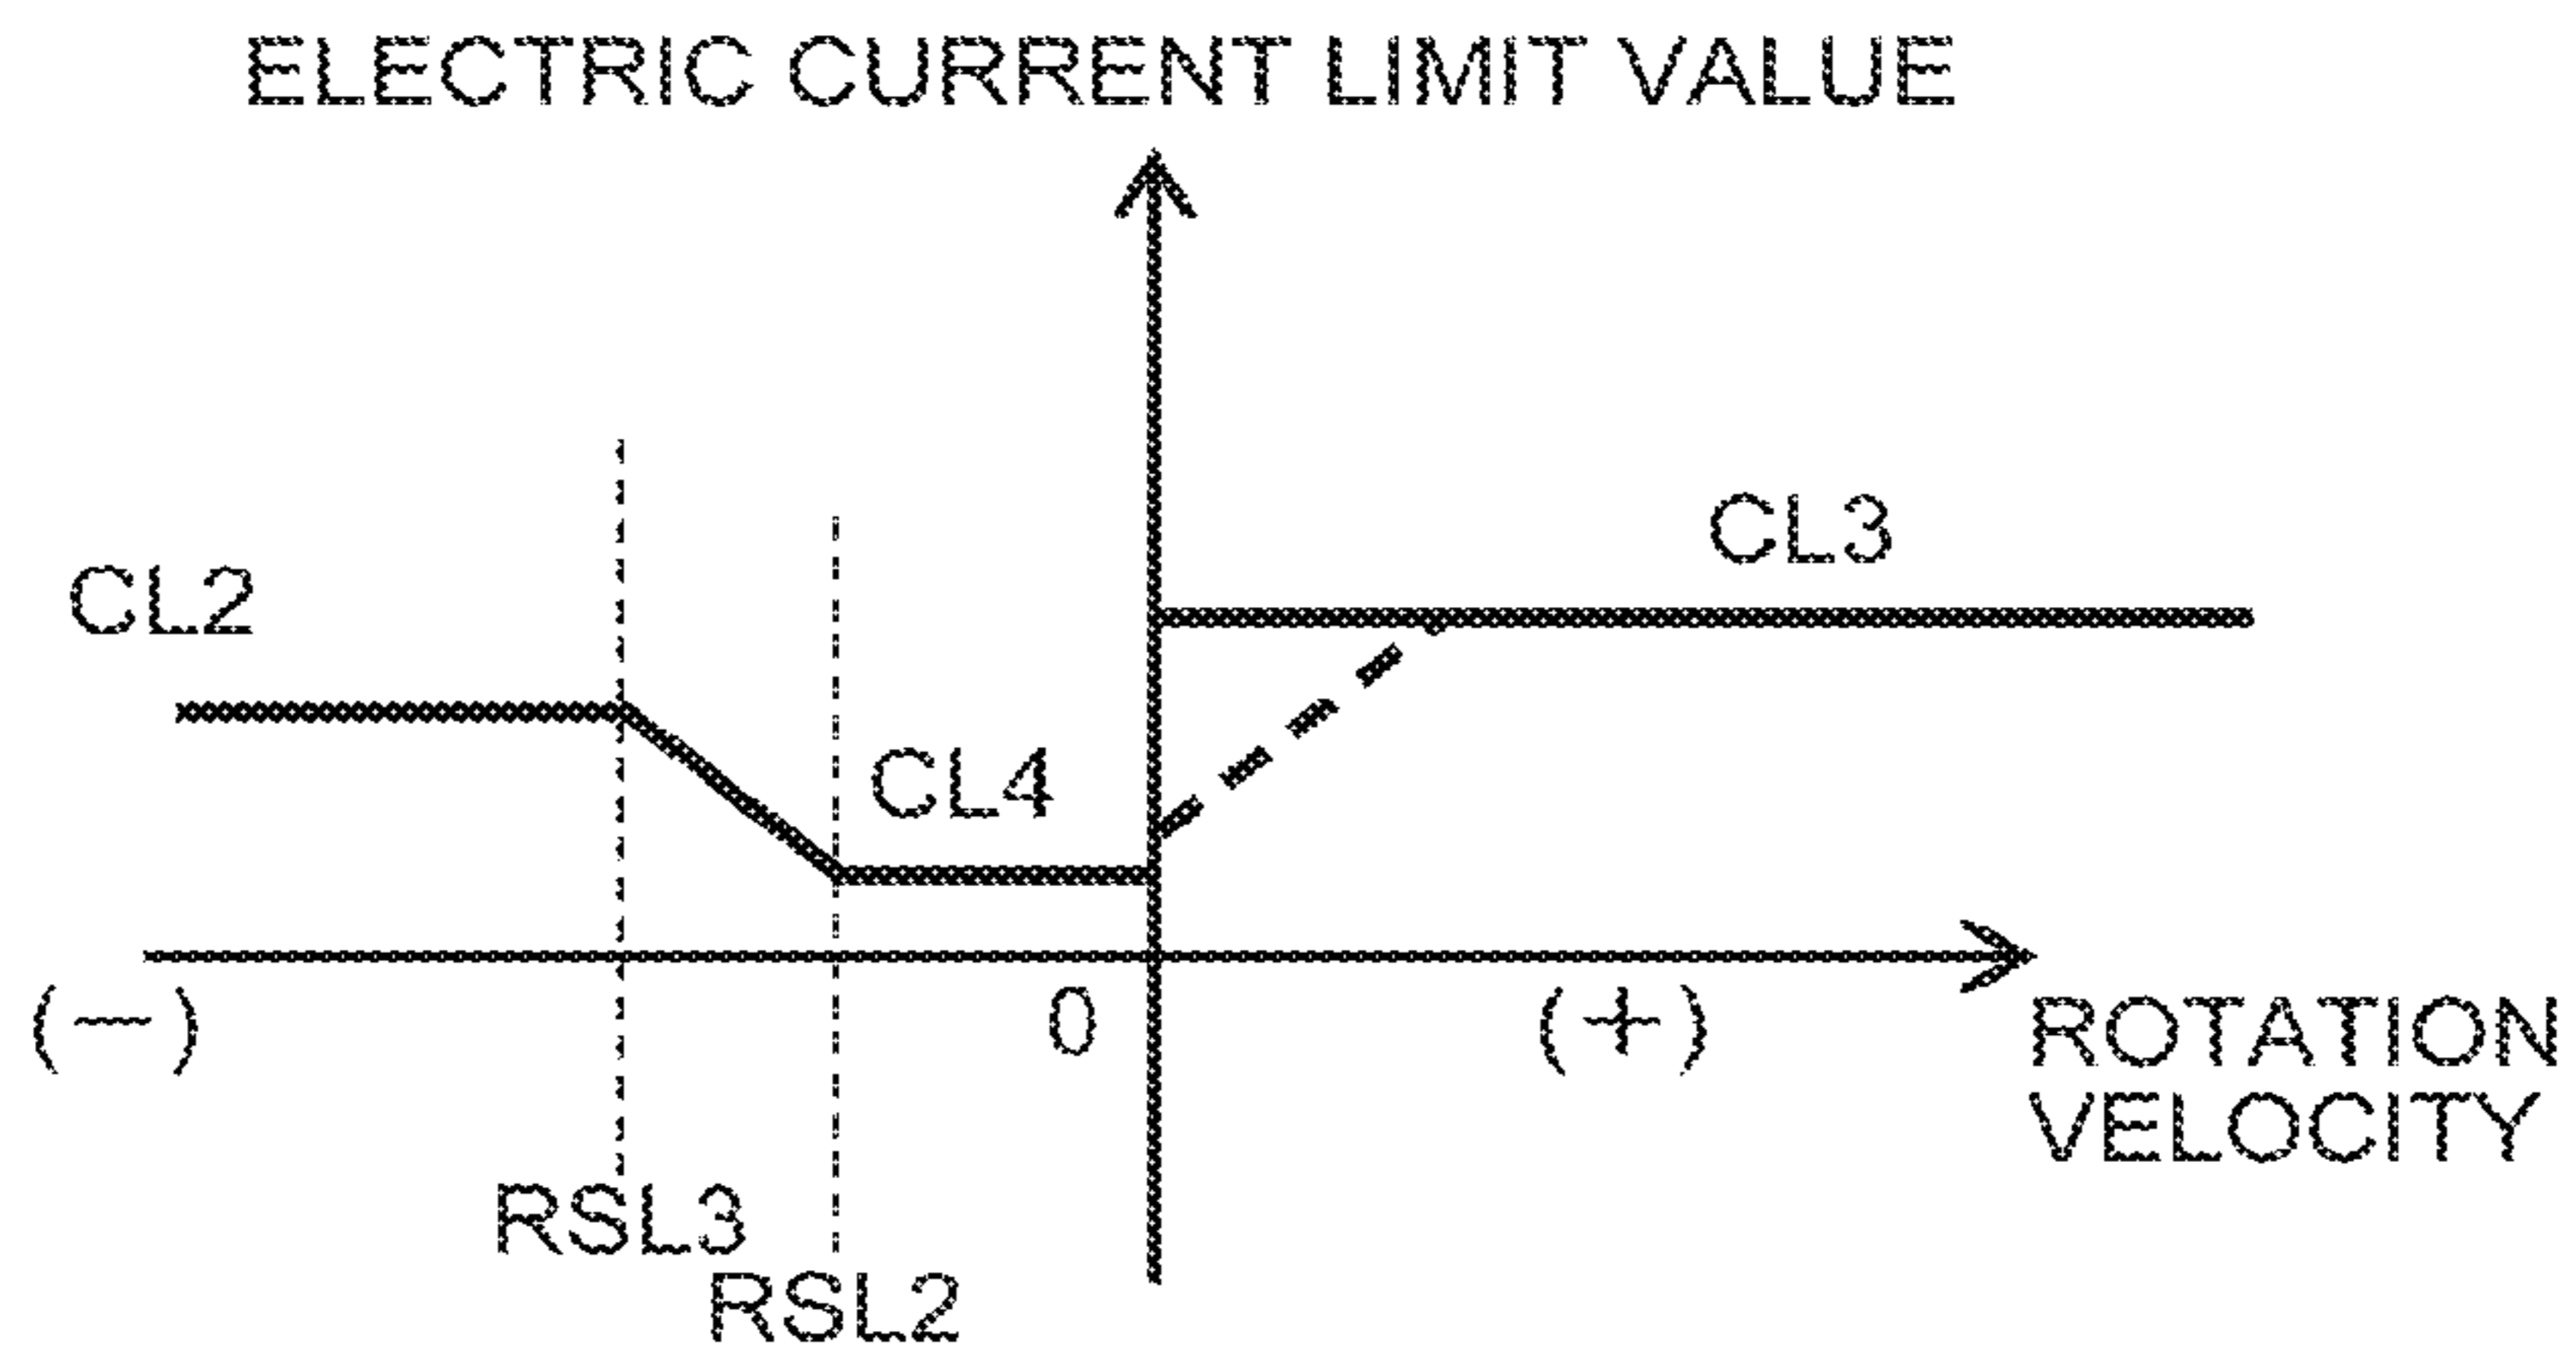 ELECTRIC CURRENT LIMIT VALUE
CL3
CL2
CL4
(—)
0
(+)
ROTATION
VELOCITY
RSL3
RSL2